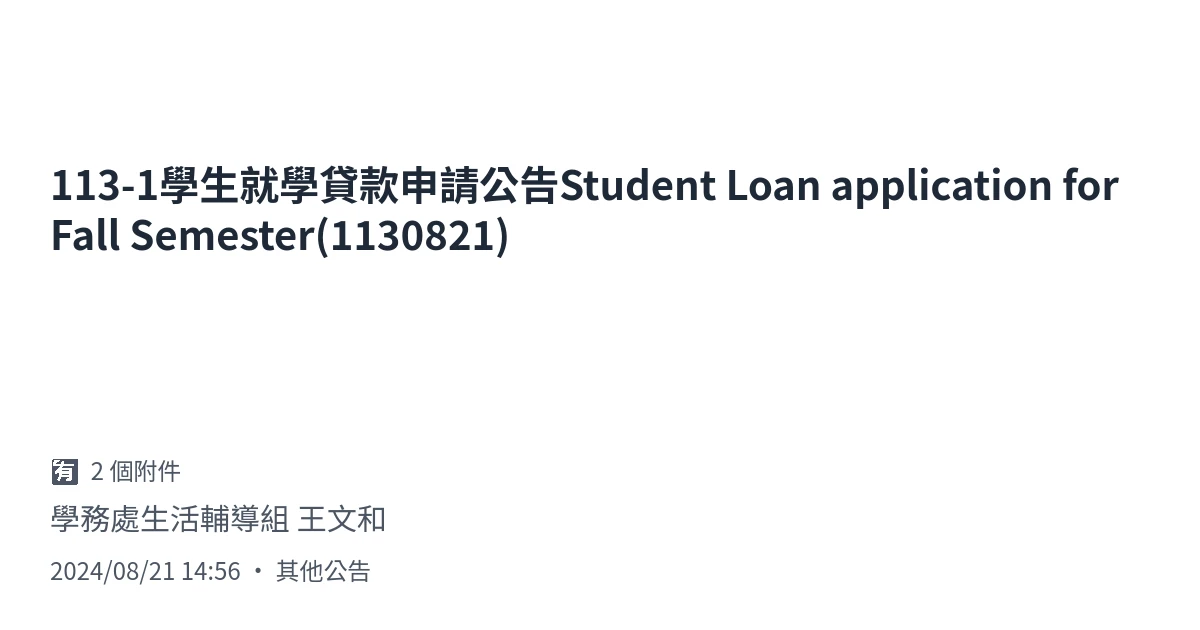 113-1學生就學貸款申請公告Student Loan application for
Fall Semester(1130821)
🈶 2 個附件
學務處生活輔導組 王文和
2024/08/21 14:56 ・ 其他公告